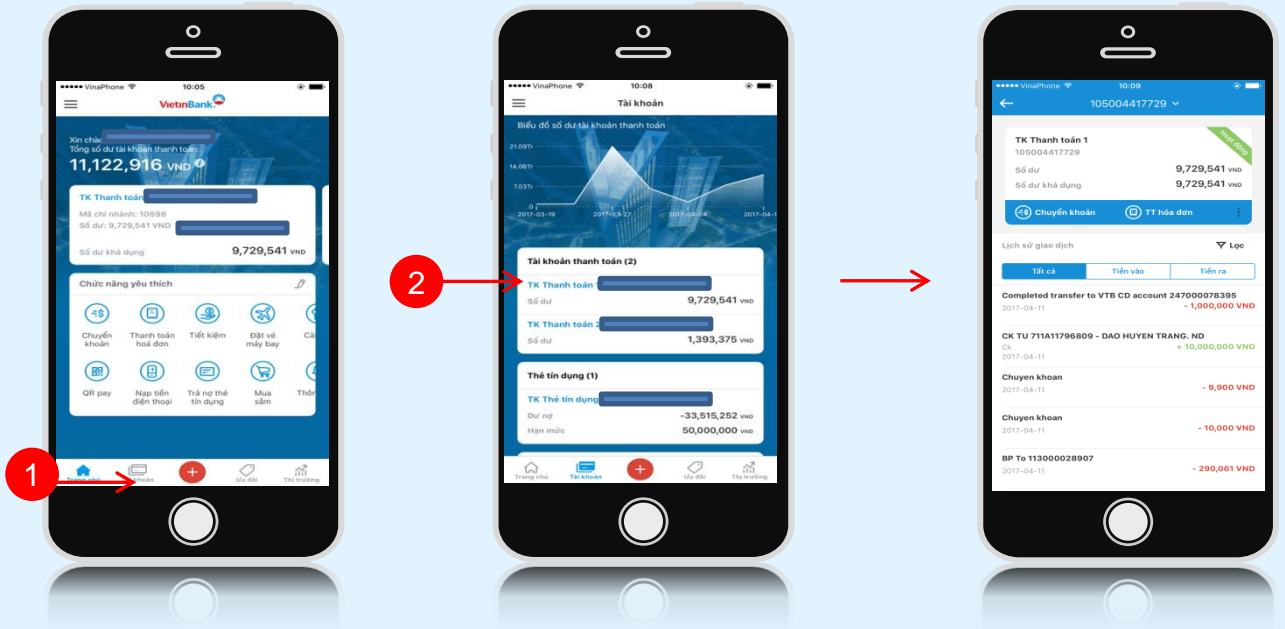 VinaPhone 10:05
VietinBank
Xin chào
Tổng số dư tài khoản thanh toán
11,122,916 VND
TK Thanh toán
Mã chi nhánh: 10698
Số dư: 9,729,541 VND
Số dư khả dụng 9,729,541 VND
Chức năng yêu thích
Chuyển khoản
Thanh toán hoá đơn
Tiết kiệm
Đặt vé máy bay
QR pay
Nạp tiền điện thoại
Trả nợ thẻ tín dụng
Mua sắm
1
Trang chủ khoản Ưu đãi Thị trường
VinaPhone 10:08
Tài khoản
Biểu đồ số dư tài khoản thanh toán
21.09Tr
14.06Tr
7.03Tr
0
2017-03-19 2017-03-27 2017-04-04 2017-04-1
2
Tài khoản thanh toán (2)
TK Thanh toán 1
Số dư 9,729,541 VND
TK Thanh toán 2
Số dư 1,393,375 VND
Thẻ tín dụng (1)
TK Thẻ tín dụng
Dư nợ -33,515,252 VND
Hạn mức 50,000,000 VND
Trang chủ Tài khoản Ưu đãi Thị trường
VinaPhone 10:09
105004417729
TK Thanh toán 1
Hoạt động
105004417729
Số dư 9,729,541 VND
Số dư khả dụng 9,729,541 VND
Chuyển khoản TT hóa đơn
Lịch sử giao dịch Lọc
Tất cả Tiền vào Tiền ra
Completed transfer to VTB CD account 247000078395
2017-04-11 - 1,000,000 VND
CK TU 711A11796809 - DAO HUYEN TRANG. ND
Ck + 10,000,000 VND
2017-04-11
Chuyen khoan
2017-04-11 - 9,900 VND
Chuyen khoan
2017-04-11 - 10,000 VND
BP To 113000028907
2017-04-11 - 290,061 VND